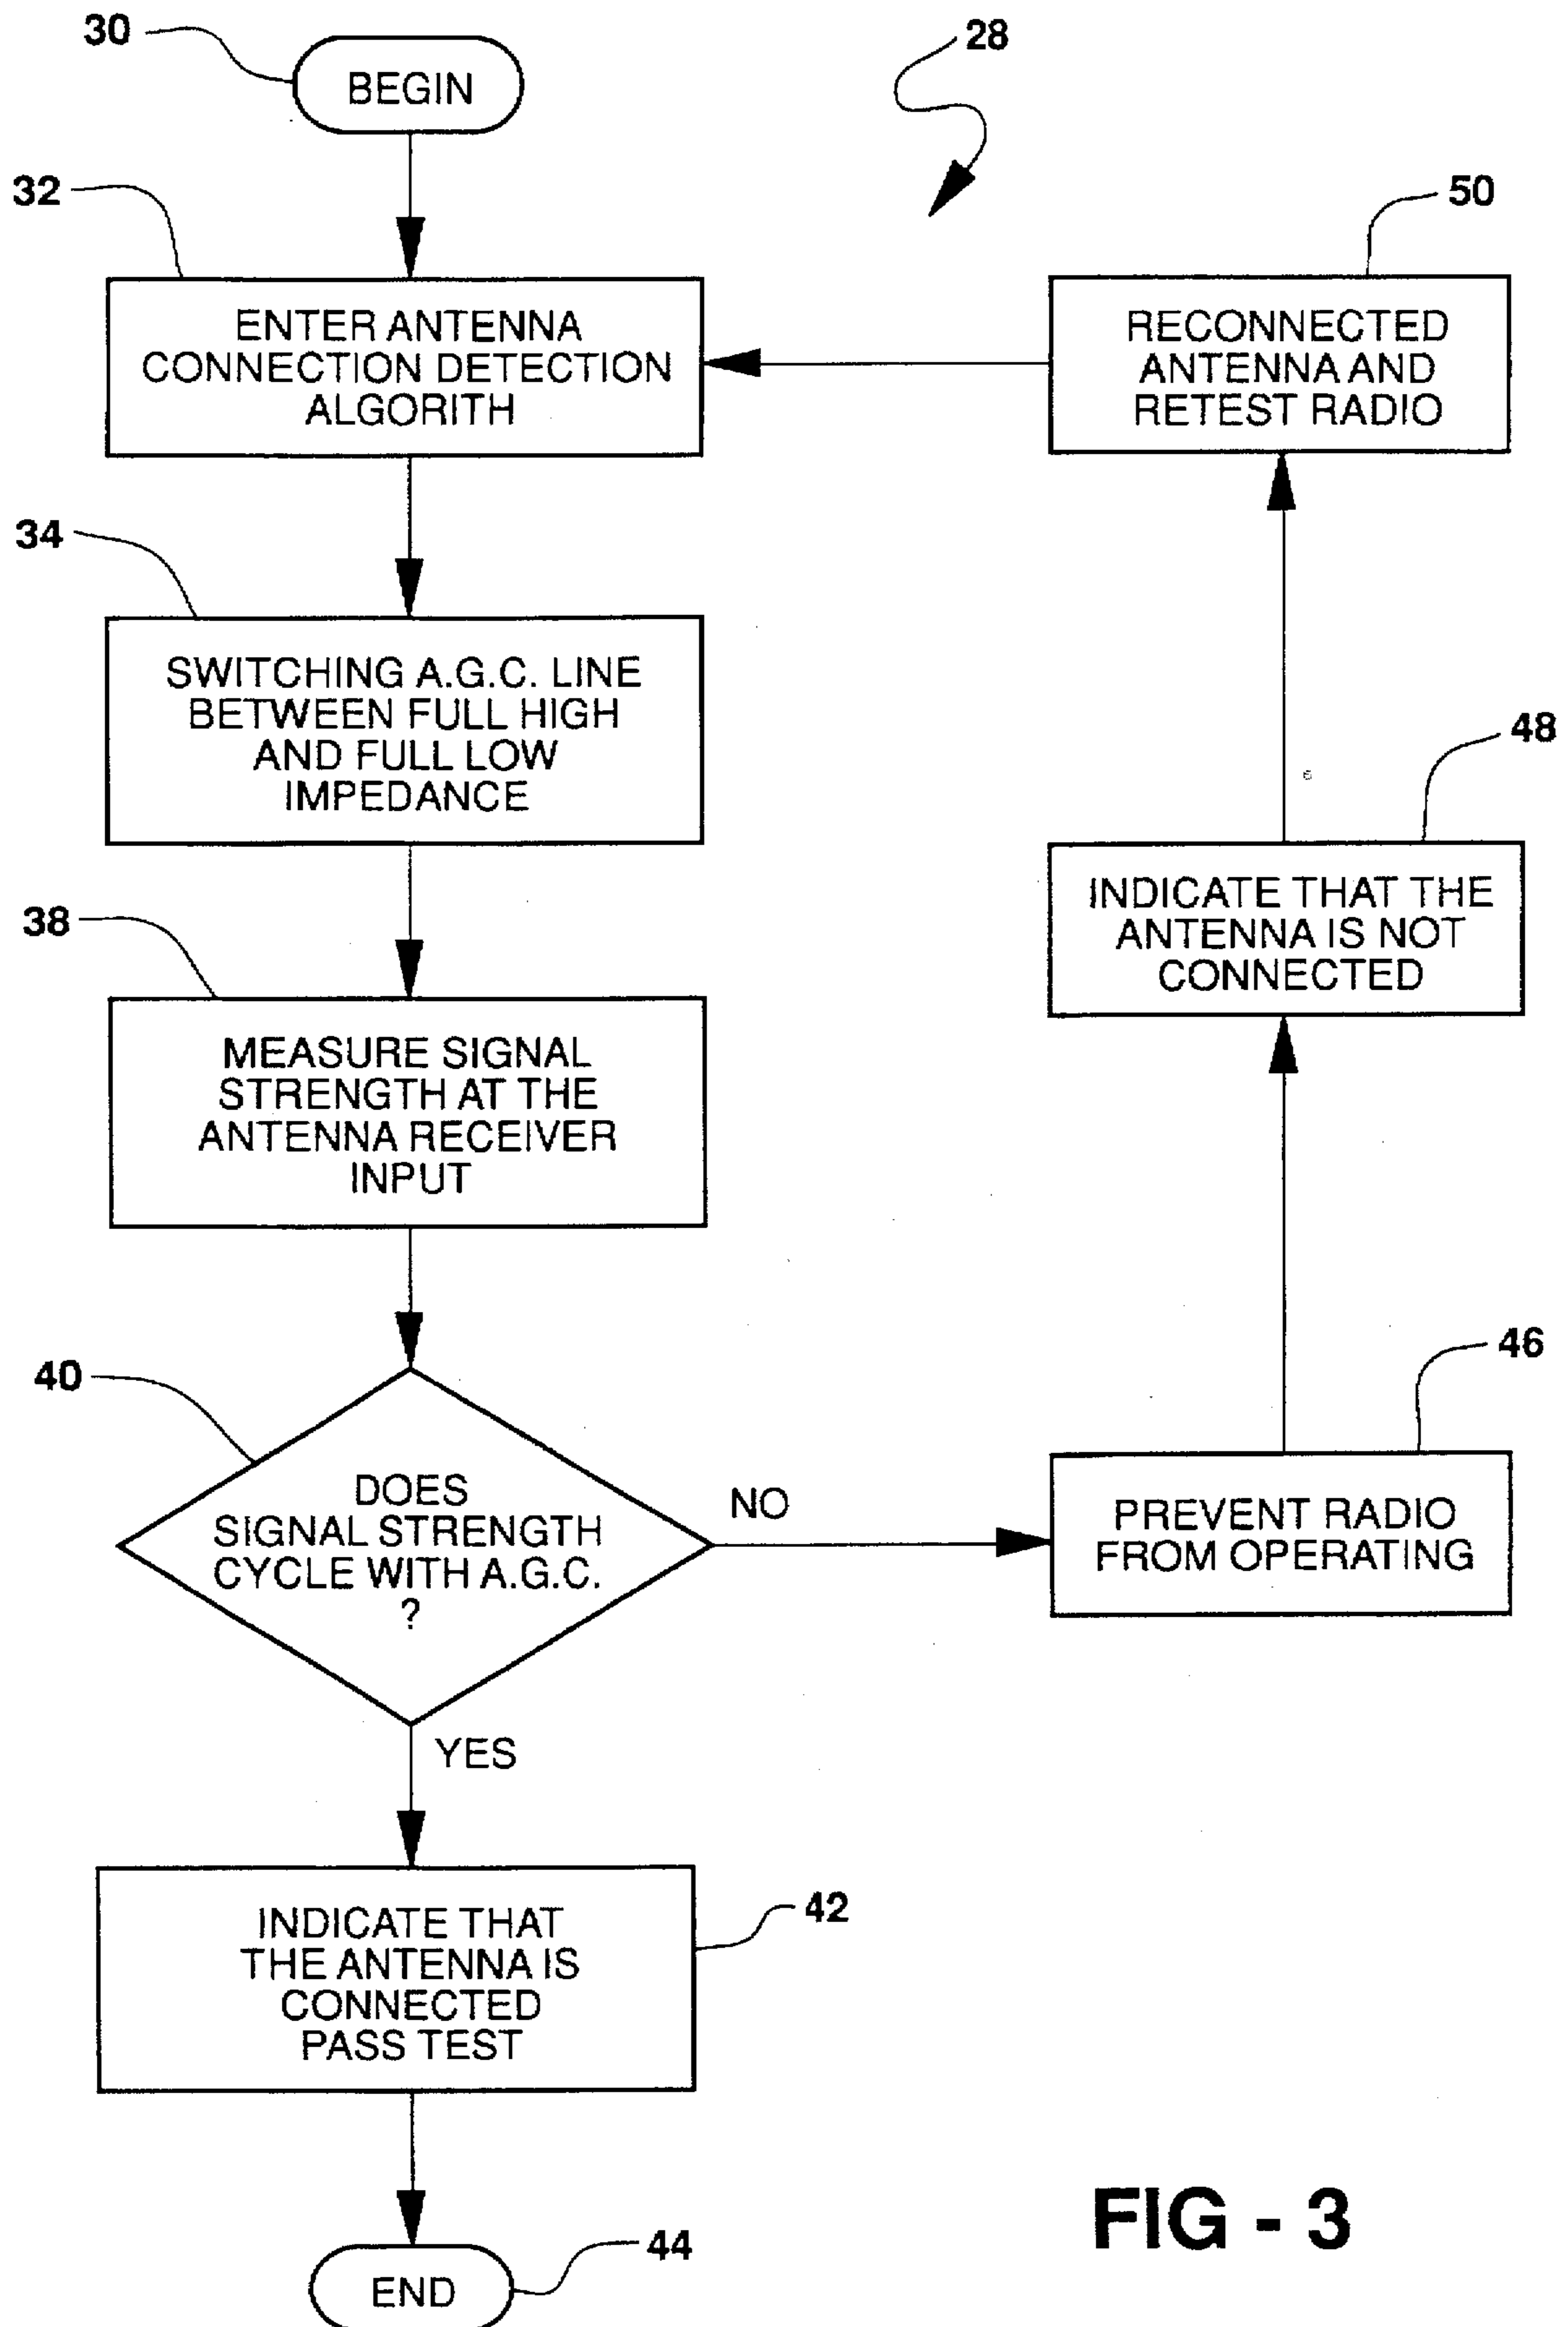 30
BEGIN
28
32
ENTER ANTENNA
CONNECTION DETECTION
ALGORITH
50
RECONNECTED
ANTENNA AND
RETEST RADIO
34
SWITCHING A.G.C. LINE
BETWEEN FULL HIGH
AND FULL LOW
IMPEDANCE
48
INDICATE THAT THE
ANTENNA IS NOT
CONNECTED
38
MEASURE SIGNAL
STRENGTH AT THE
ANTENNA RECEIVER
INPUT
40
DOES
SIGNAL STRENGTH
CYCLE WITH A.G.C.
?
NO
46
PREVENT RADIO
FROM OPERATING
YES
42
INDICATE THAT
THE ANTENNA IS
CONNECTED
PASS TEST
44
END
FIG - 3